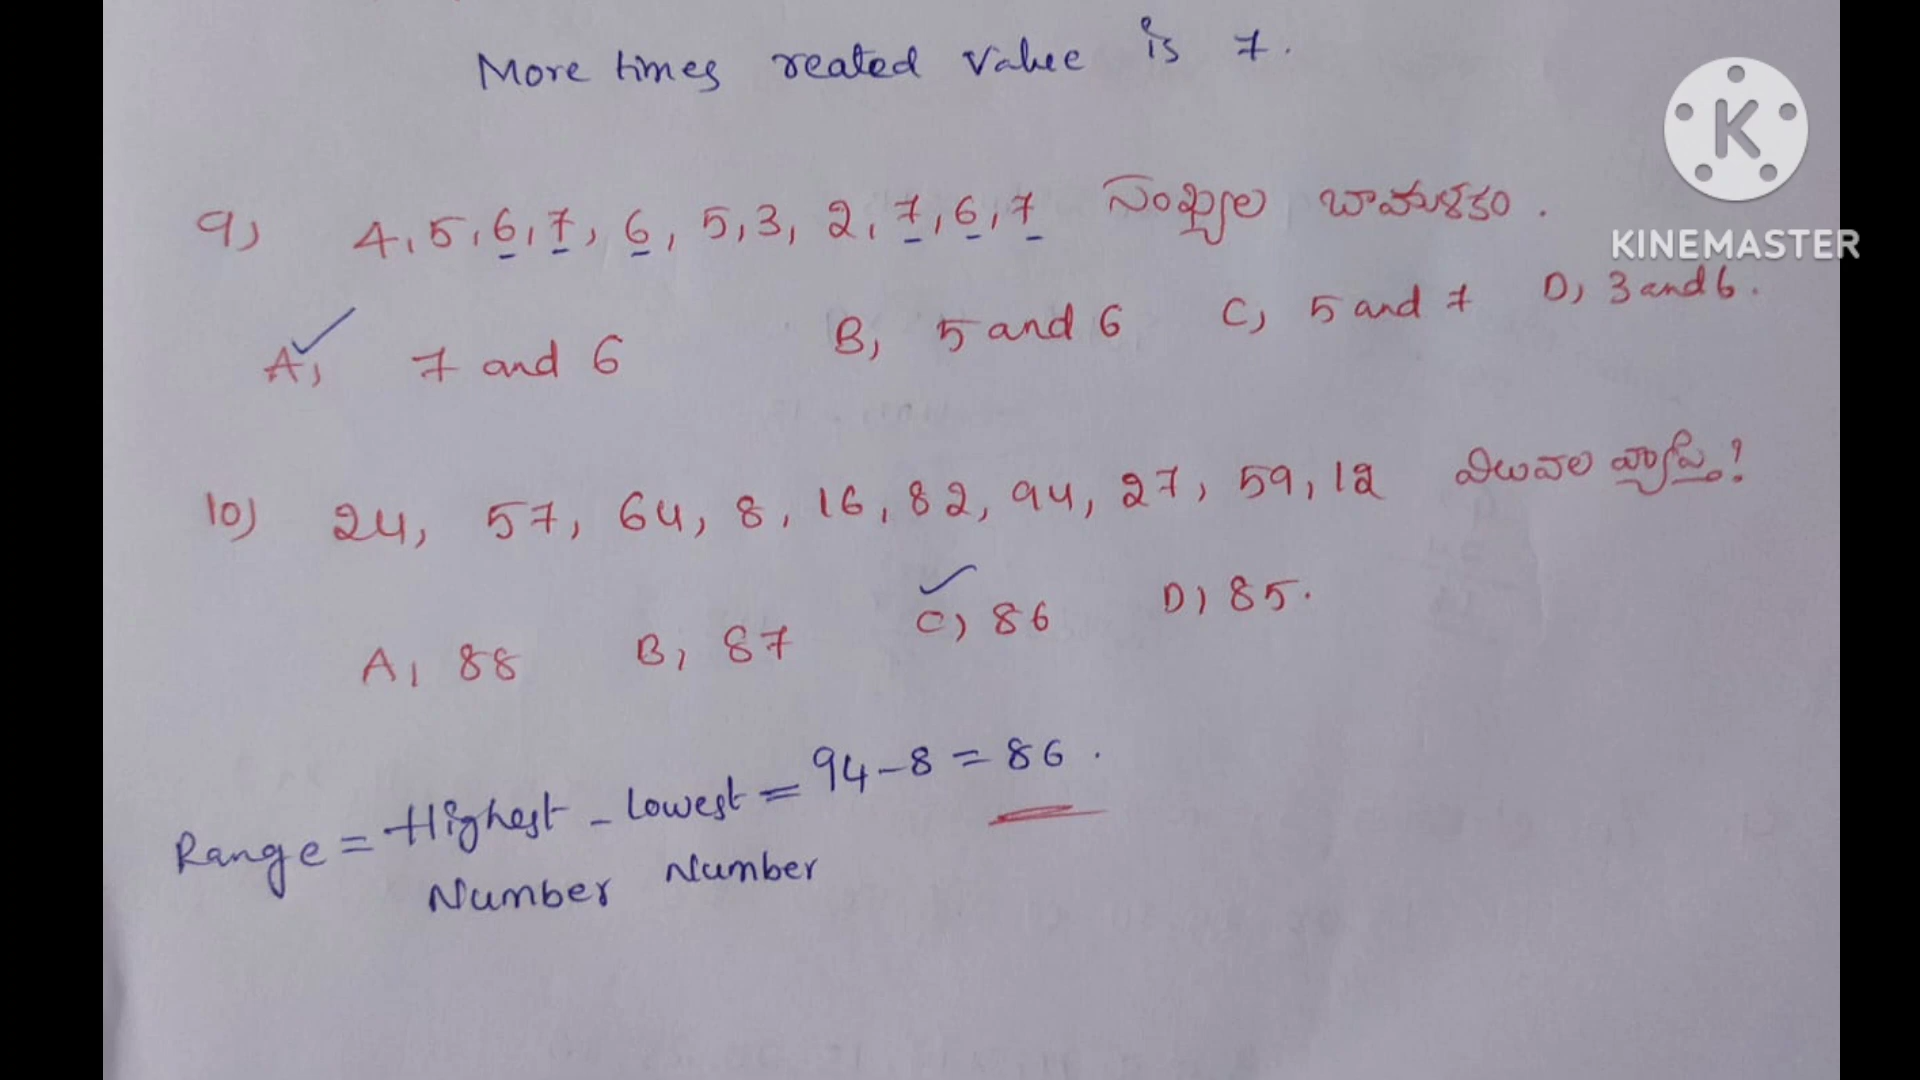 More times reated value is 7.
K
KINEMASTER
9) 4,5,6,7,6,5,3,2,7,6,7 సంఖ్యల బాహుళకం.
A) 7 and 6 B) 5 and 6 C) 5 and 7 D) 3 and 6.
10) 24, 57, 64, 8, 16, 82, 94, 27, 59, 12 విలువల వ్యాప్తి?
A) 88 B) 87 C) 86 D) 85.
Range = Highest - Lowest = 94-8 = 86.
Number Number